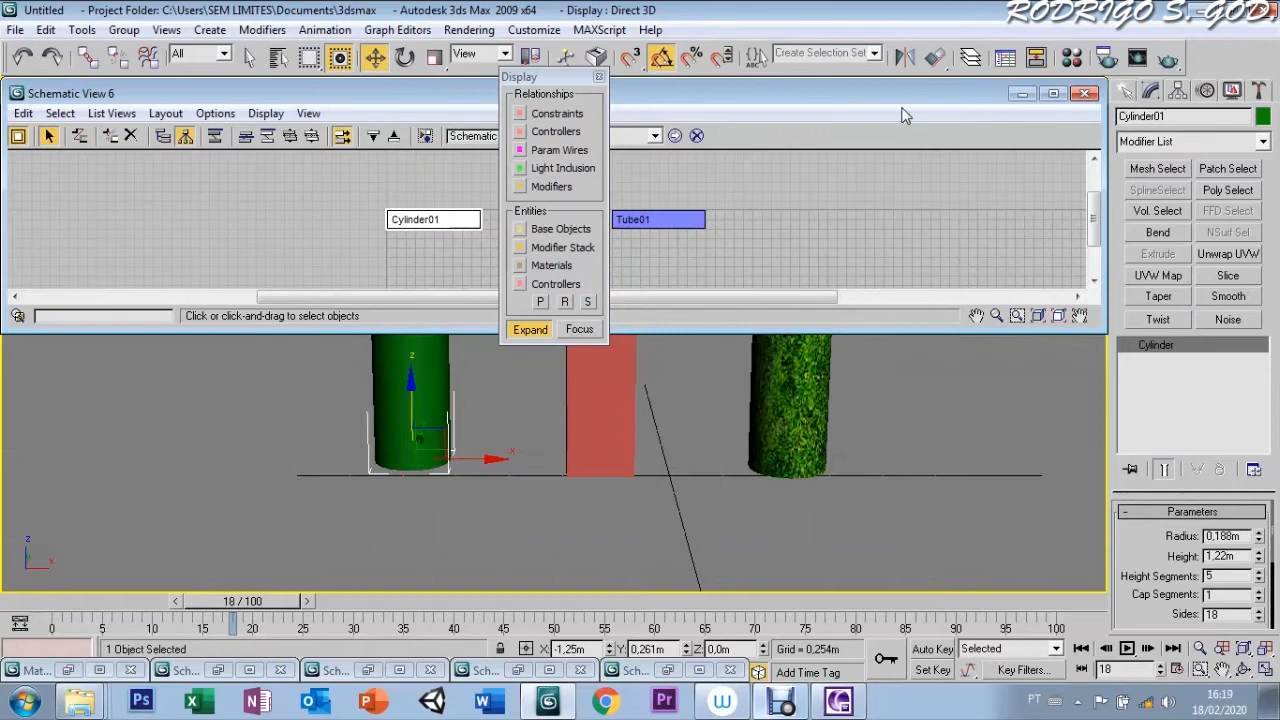 Untitled - Project Folder: C:\Users\SEM LIMITES\Documents\3dsmax - Autodesk 3ds Max 2009 x64 - Display : Direct 3D
RODRIGO S. GOD
File Edit Tools Group Views Create Modifiers Animation Graph Editors Rendering Customize MAXScript Help
All View Create Selection Set
Display
Schematic View 6
Edit Select List Views Layout Options Display View
Schematic
Relationships
Constraints
Controllers
Param Wires
Light Inclusion
Modifiers
Entities
Base Objects
Modifier Stack
Materials
Controllers
P R S
Expand Focus
Cylinder01 Tube01
Click or click-and-drag to select objects
Cylinder01
Modifier List
Mesh Select Patch Select
SplineSelect Poly Select
Vol. Select FFD Select
Bend NSurf Sel
Extrude Unwrap UVW
UVW Map Slice
Taper Smooth
Twist Noise
Cylinder
- Parameters
Radius: 0,188m
Height: 1,22m
Height Segments: 5
Cap Segments: 1
Sides: 18
z
x
z
x
< 18 / 100 >
0 5 10 15 20 25 30 35 40 45 50 55 60 65 70 75 80 85 90 95 100
1 Object Selected X: -1,25m Y: 0,261m Z: 0,0m Grid = 0,254m Auto Key Selected
Mat... Sch... Sch... Sch... Sch... Add Time Tag Set Key Key Filters... 18
PT
16:19
18/02/2020